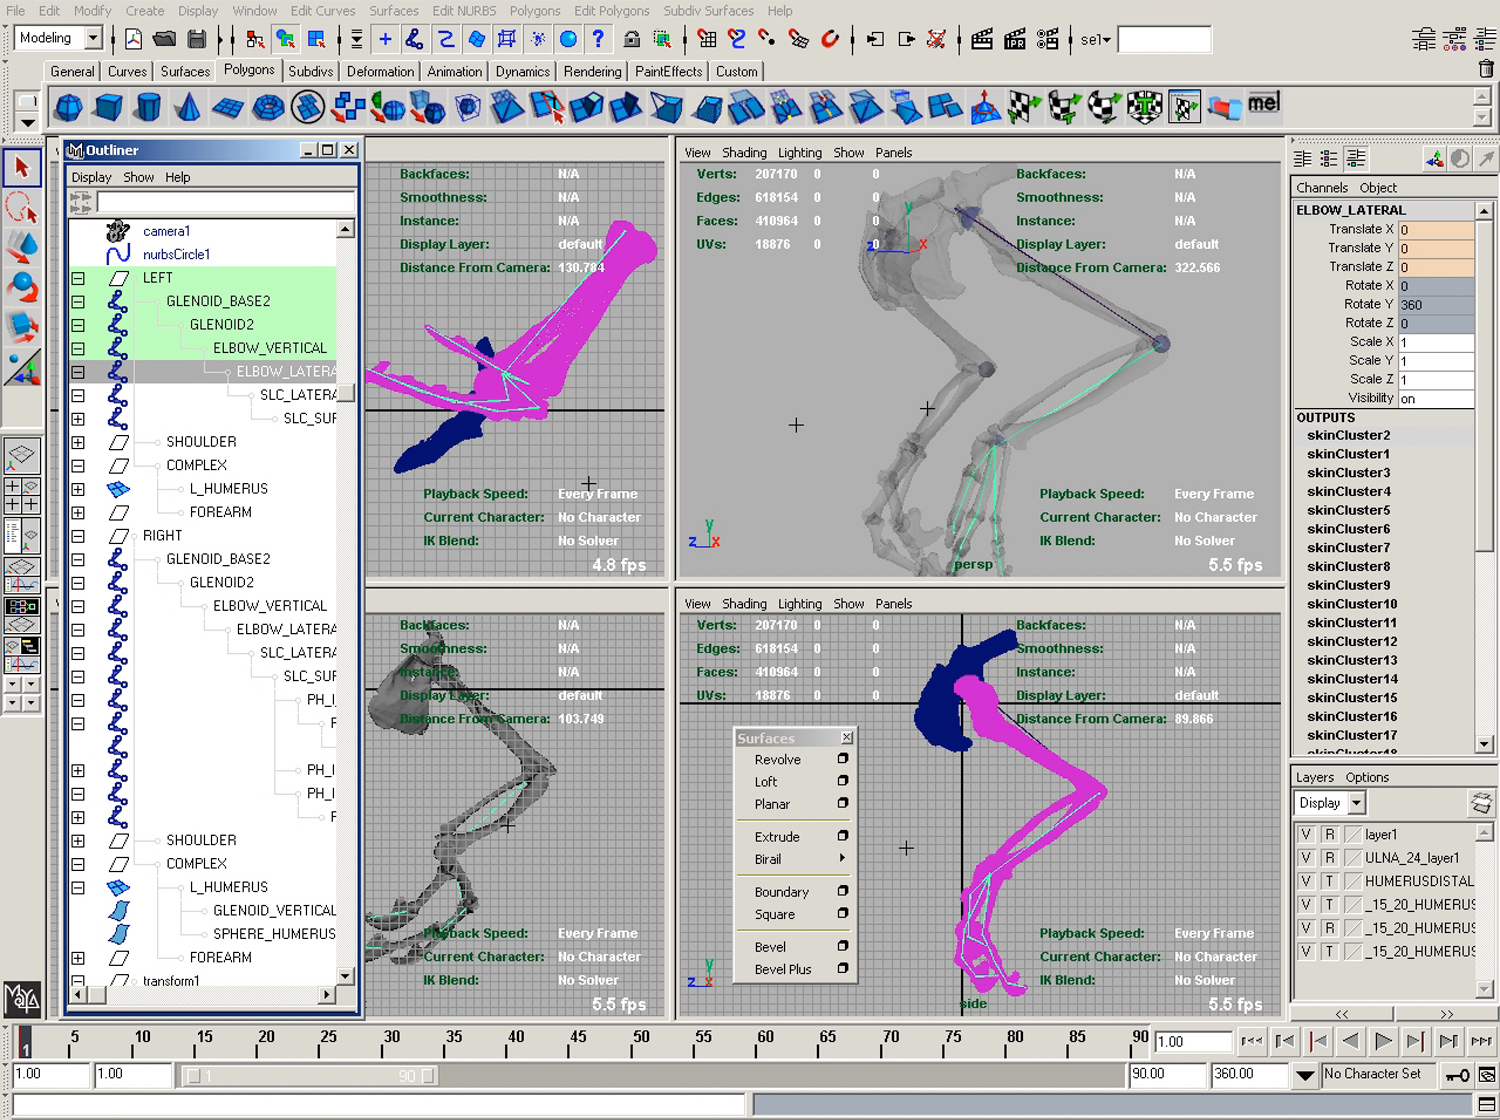 File Edit Modify Create Display Window Edit Curves Surfaces Edit NURBS Polygons Edit Polygons Subdiv Surfaces Help
Modeling sel
General Curves Surfaces Polygons Subdivs Deformation Animation Dynamics Rendering PaintEffects Custom
IPR
mel
Outliner
Display Show Help
camera1
nurbsCircle1
LEFT
GLENOID_BASE2
GLENOID2
ELBOW_VERTICAL
ELBOW_LATERA
SLC_LATERA
SLC_SUR
SHOULDER
COMPLEX
L_HUMERUS
FOREARM
RIGHT
GLENOID_BASE2
GLENOID2
ELBOW_VERTICAL
ELBOW_LATERA
SLC_LATERA
SLC_SUR
PH_I
F
PH_I
PH_I
F
SHOULDER
COMPLEX
L_HUMERUS
GLENOID_VERTICAL
SPHERE_HUMERUS
FOREARM
transform1
Backfaces: N/A
Smoothness: N/A
Instance: N/A
Display Layer: default
Distance From Camera: 130.784
Playback Speed: Every Frame
Current Character: No Character
IK Blend: No Solver
4.8 fps
View Shading Lighting Show Panels
Verts: 207170 0 0
Edges: 618154 0 0
Faces: 410964 0 0
UVs: 18876 0 0
Backfaces: N/A
Smoothness: N/A
Instance: N/A
Display Layer: default
Distance From Camera: 322.566
y
z x
Playback Speed: Every Frame
Current Character: No Character
IK Blend: No Solver
y
z x
persp
5.5 fps
Backfaces: N/A
Smoothness: N/A
Instance: N/A
Display Layer: default
Distance From Camera: 103.749
Playback Speed: Every Frame
Current Character: No Character
IK Blend: No Solver
5.5 fps
View Shading Lighting Show Panels
Verts: 207170 0 0
Edges: 618154 0 0
Faces: 410964 0 0
UVs: 18876 0 0
Backfaces: N/A
Smoothness: N/A
Instance: N/A
Display Layer: default
Distance From Camera: 89.866
Surfaces
Revolve
Loft
Planar
Extrude
Birail
Boundary
Square
Bevel
Bevel Plus
Playback Speed: Every Frame
Current Character: No Character
IK Blend: No Solver
y
z x
side
5.5 fps
Channels Object
ELBOW_LATERAL
Translate X 0
Translate Y 0
Translate Z 0
Rotate X 0
Rotate Y 360
Rotate Z 0
Scale X 1
Scale Y 1
Scale Z 1
Visibility on
OUTPUTS
skinCluster2
skinCluster1
skinCluster3
skinCluster4
skinCluster5
skinCluster6
skinCluster7
skinCluster8
skinCluster9
skinCluster10
skinCluster11
skinCluster12
skinCluster13
skinCluster14
skinCluster15
skinCluster16
skinCluster17
skinCluster18
Layers Options
Display
V R layer1
V R ULNA_24_layer1
V T HUMERUSDISTAL
V T _15_20_HUMERUS
V R _15_20_HUMERUS
V T _15_20_HUMERUS
<< >>
MAYA
1 5 10 15 20 25 30 35 40 45 50 55 60 65 70 75 80 85 90 1.00
1.00 1.00 1 90 90.00 360.00 No Character Set